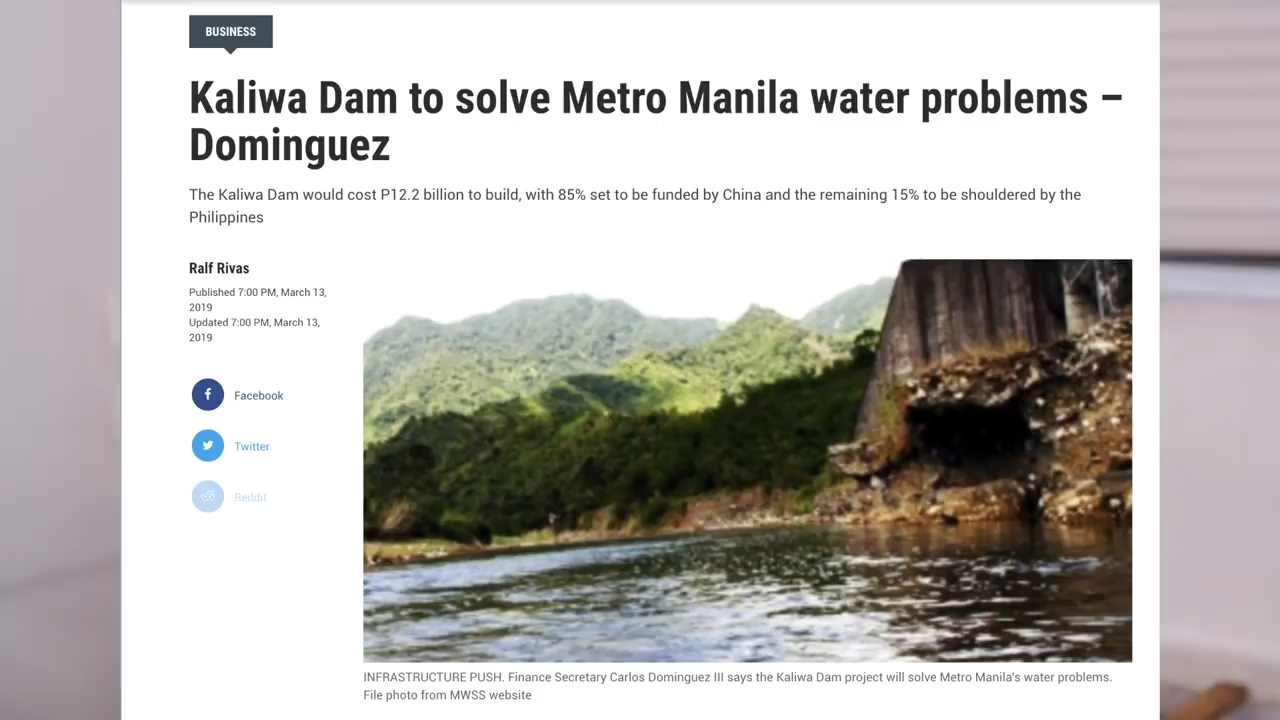 BUSINESS
Kaliwa Dam to solve Metro Manila water problems –
Dominguez
The Kaliwa Dam would cost P12.2 billion to build, with 85% set to be funded by China and the remaining 15% to be shouldered by the
Philippines
Ralf Rivas
Published 7:00 PM, March 13,
2019
Updated 7:00 PM, March 13,
2019
Facebook
Twitter
Reddit
INFRASTRUCTURE PUSH. Finance Secretary Carlos Dominguez III says the Kaliwa Dam project will solve Metro Manila's water problems.
File photo from MWSS website